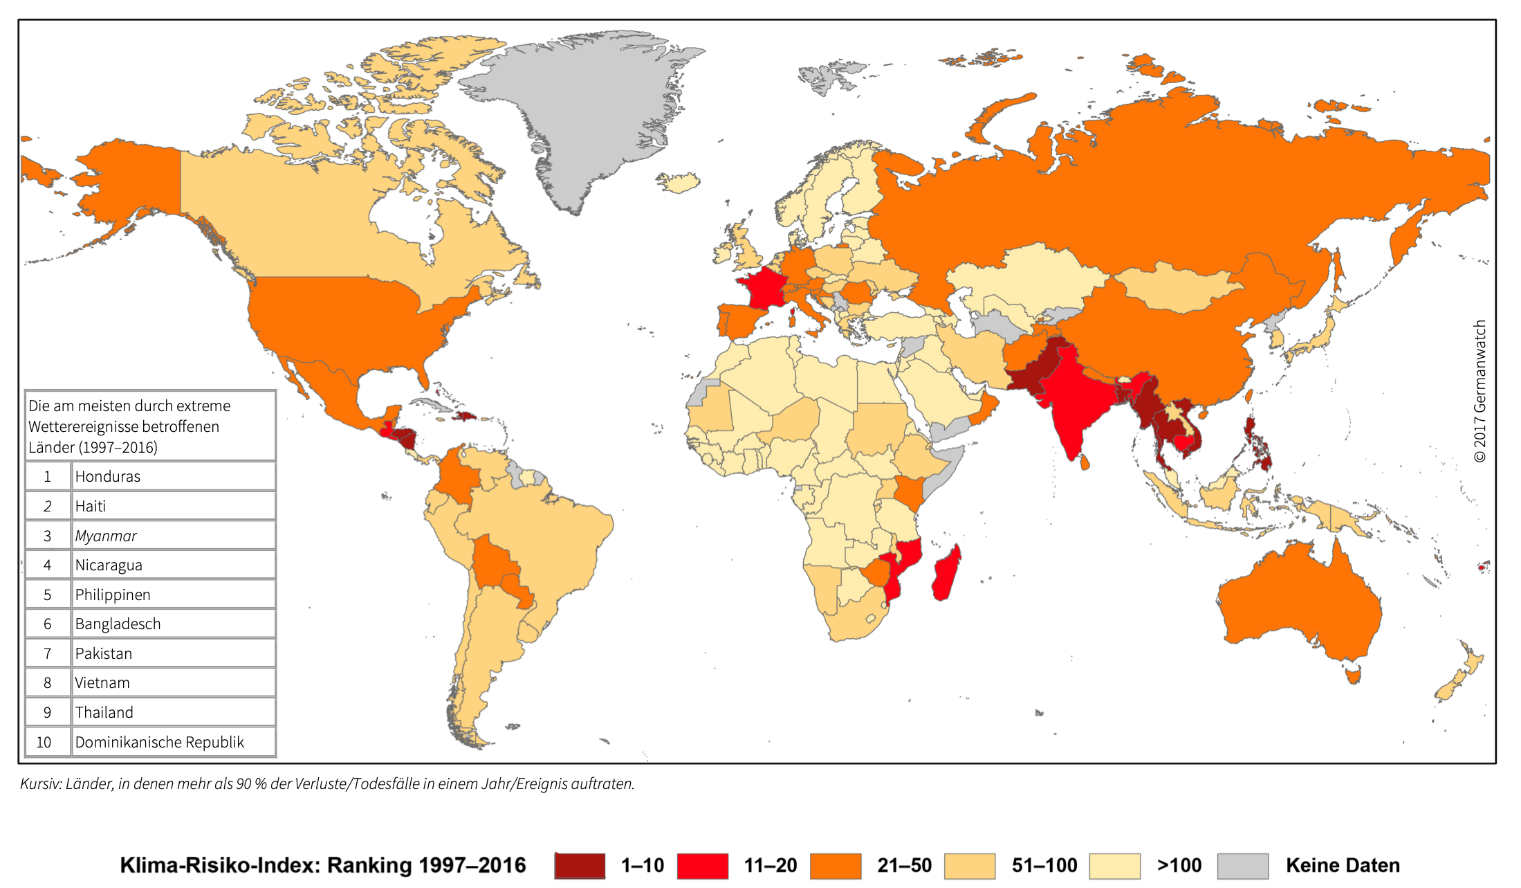 Die am meisten durch extreme
Wetterereignisse betroffenen
Länder (1997–2016)
1 Honduras
2 Haiti
3 Myanmar
4 Nicaragua
5 Philippinen
6 Bangladesch
7 Pakistan
8 Vietnam
9 Thailand
10 Dominikanische Republik
© 2017 Germanwatch
Kursiv: Länder, in denen mehr als 90 % der Verluste/Todesfälle in einem Jahr/Ereignis auftraten.
Klima-Risiko-Index: Ranking 1997–2016 1–10 11–20 21–50 51–100 >100 Keine Daten